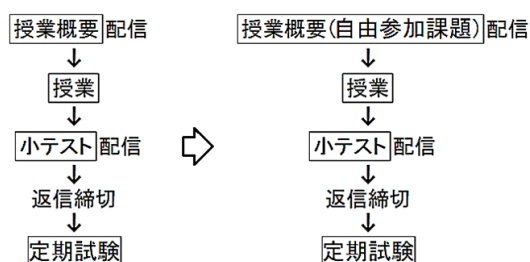 授業概要配信
↓
授業
↓
小テスト配信
↓
返信締切
↓
定期試験
⇨
授業概要(自由参加課題)配信
↓
授業
↓
小テスト配信
↓
返信締切
↓
定期試験